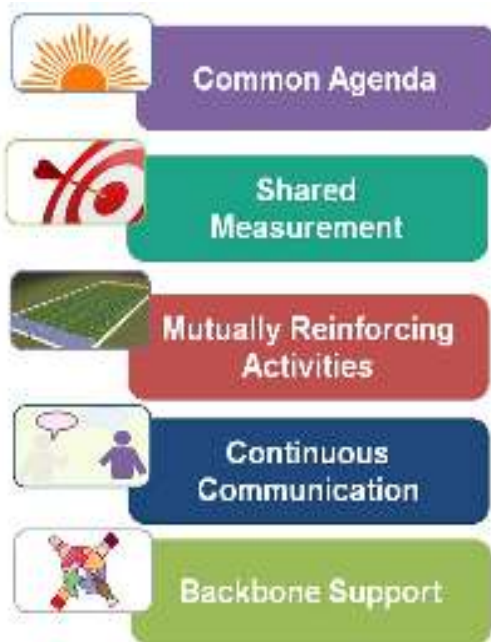 Common Agenda
Shared
Measurement
Mutually Reinforcing
Activities
Continuous
Communication
Backbone Support